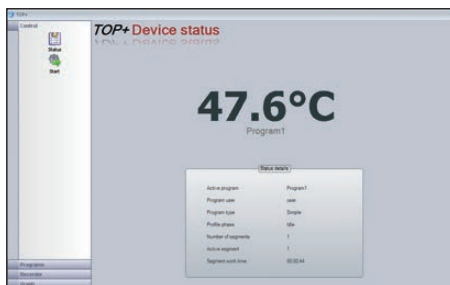 TOP+
Control
Status
Start
TOP+ Device status
47.6°C
Program1
Status details
Active program Program1
Program user user
Program type Simple
Profile phase Idle
Number of segments 1
Active segment 1
Segment work time 00:00:44
Programs
Recorder